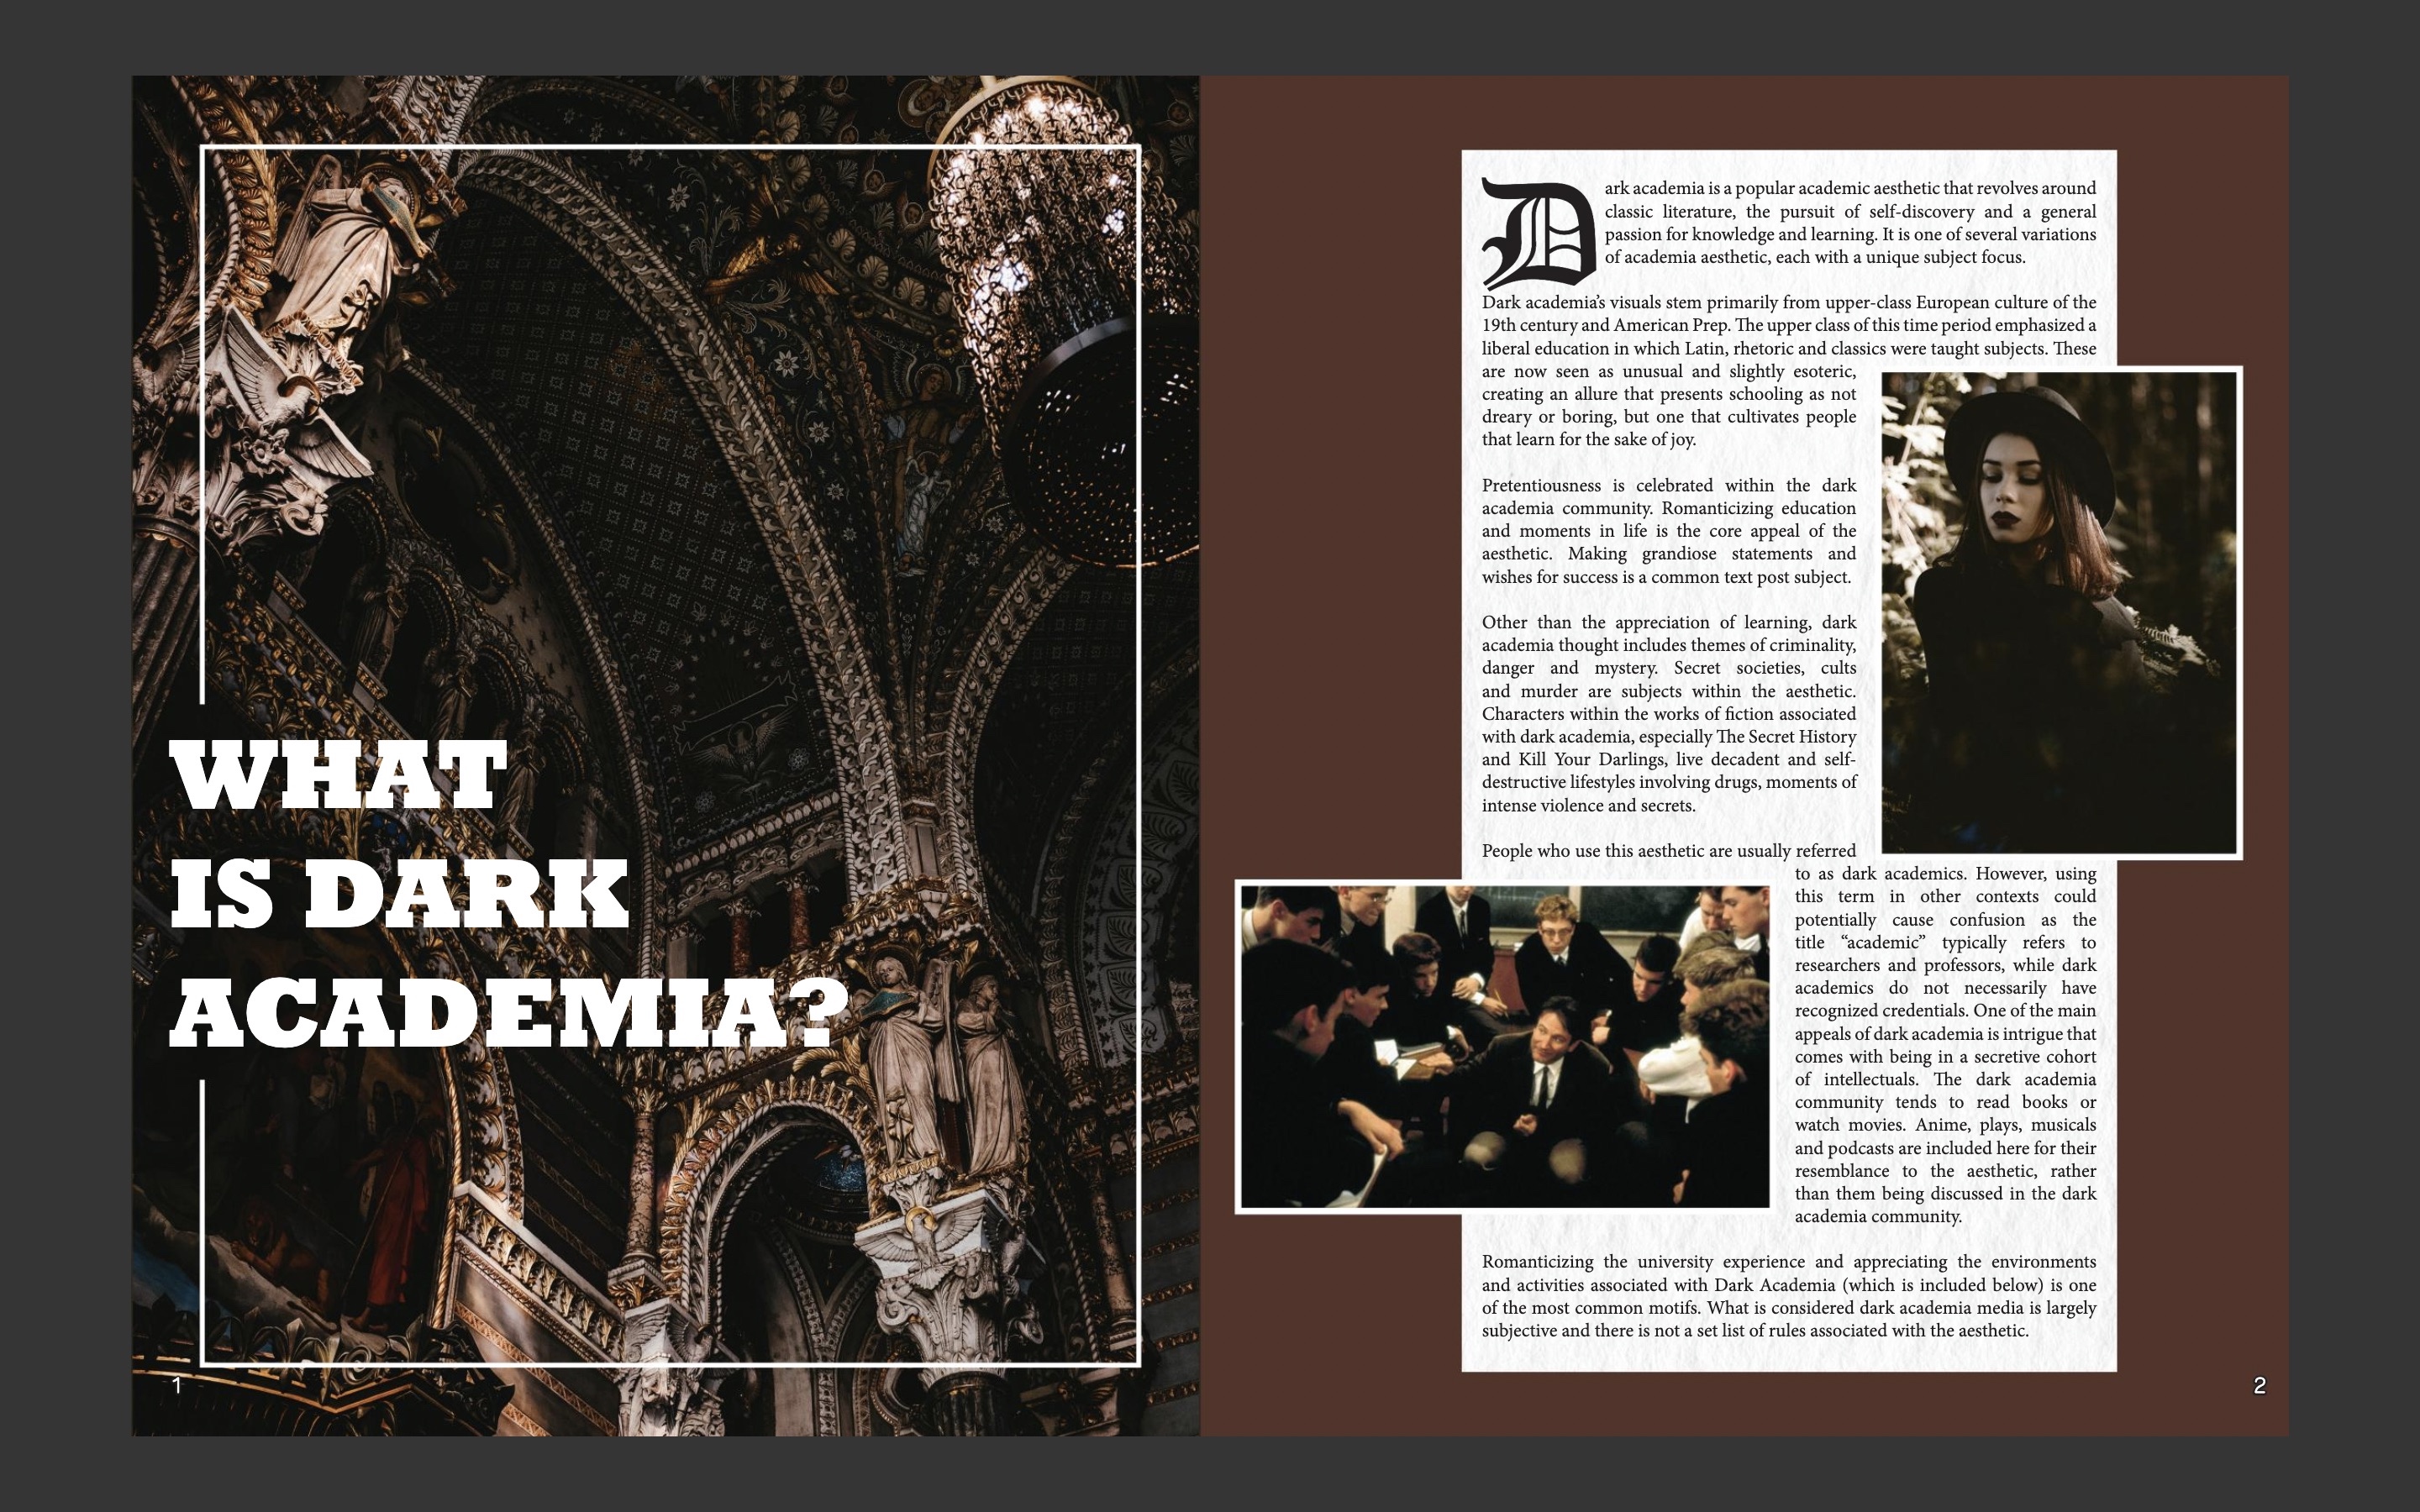 WHAT
IS DARK
ACADEMIA?
1
Dark academia is a popular academic aesthetic that revolves around
classic literature, the pursuit of self-discovery and a general
passion for knowledge and learning. It is one of several variations
of academia aesthetic, each with a unique subject focus.
Dark academia’s visuals stem primarily from upper-class European culture of the
19th century and American Prep. The upper class of this time period emphasized a
liberal education in which Latin, rhetoric and classics were taught subjects. These
are now seen as unusual and slightly esoteric,
creating an allure that presents schooling as not
dreary or boring, but one that cultivates people
that learn for the sake of joy.
Pretentiousness is celebrated within the dark
academia community. Romanticizing education
and moments in life is the core appeal of the
aesthetic. Making grandiose statements and
wishes for success is a common text post subject.
Other than the appreciation of learning, dark
academia thought includes themes of criminality,
danger and mystery. Secret societies, cults
and murder are subjects within the aesthetic.
Characters within the works of fiction associated
with dark academia, especially The Secret History
and Kill Your Darlings, live decadent and self-
destructive lifestyles involving drugs, moments of
intense violence and secrets.
People who use this aesthetic are usually referred
to as dark academics. However, using
this term in other contexts could
potentially cause confusion as the
title “academic” typically refers to
researchers and professors, while dark
academics do not necessarily have
recognized credentials. One of the main
appeals of dark academia is intrigue that
comes with being in a secretive cohort
of intellectuals. The dark academia
community tends to read books or
watch movies. Anime, plays, musicals
and podcasts are included here for their
resemblance to the aesthetic, rather
than them being discussed in the dark
academia community.
Romanticizing the university experience and appreciating the environments
and activities associated with Dark Academia (which is included below) is one
of the most common motifs. What is considered dark academia media is largely
subjective and there is not a set list of rules associated with the aesthetic.
2